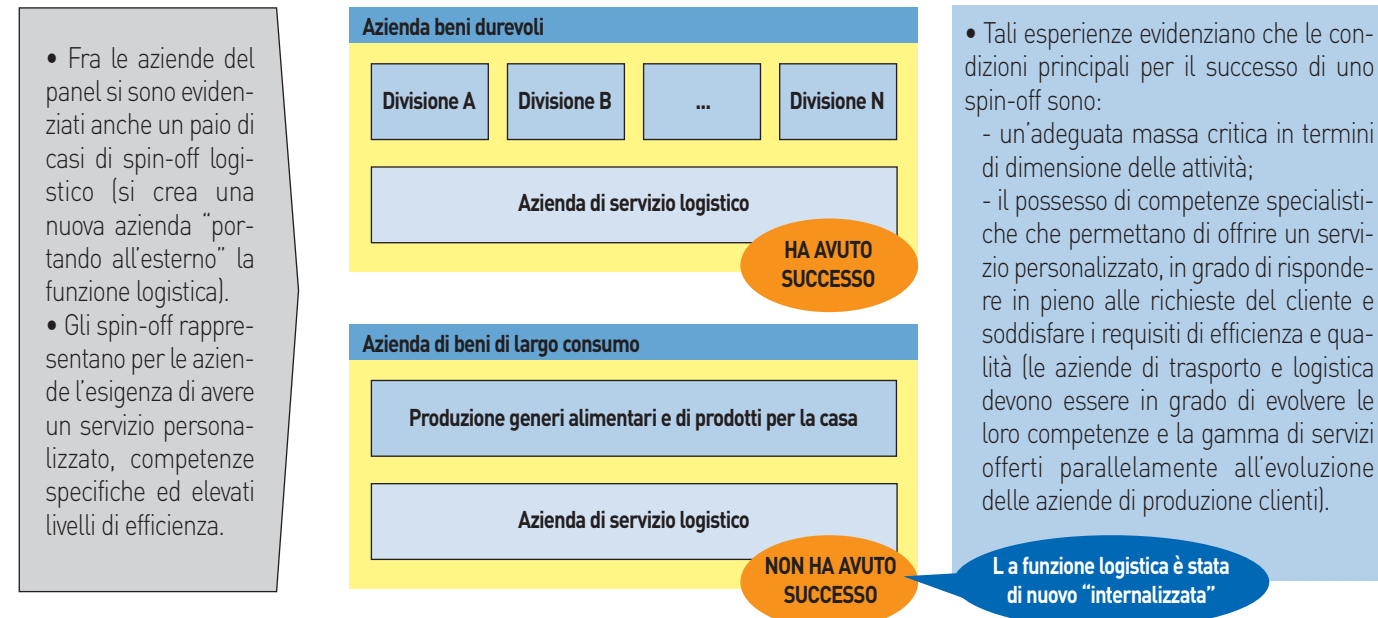 • Fra le aziende del
panel si sono eviden-
ziati anche un paio di
casi di spin-off logi-
stico (si crea una
nuova azienda “por-
tando all’esterno” la
funzione logistica).
• Gli spin-off rappre-
sentano per le azien-
de l’esigenza di avere
un servizio persona-
lizzato, competenze
specifiche ed elevati
livelli di efficienza.
Azienda beni durevoli
Divisione A
Divisione B
...
Divisione N
Azienda di servizio logistico
HA AVUTO
SUCCESSO
Azienda di beni di largo consumo
Produzione generi alimentari e di prodotti per la casa
Azienda di servizio logistico
NON HA AVUTO
SUCCESSO
L a funzione logistica è stata
di nuovo “internalizzata”
• Tali esperienze evidenziano che le con-
dizioni principali per il successo di uno
spin-off sono:
- un’adeguata massa critica in termini
di dimensione delle attività;
- il possesso di competenze specialisti-
che che permettano di offrire un servi-
zio personalizzato, in grado di risponde-
re in pieno alle richieste del cliente e
soddisfare i requisiti di efficienza e qua-
lità (le aziende di trasporto e logistica
devono essere in grado di evolvere le
loro competenze e la gamma di servizi
offerti parallelamente all’evoluzione
delle aziende di produzione clienti).